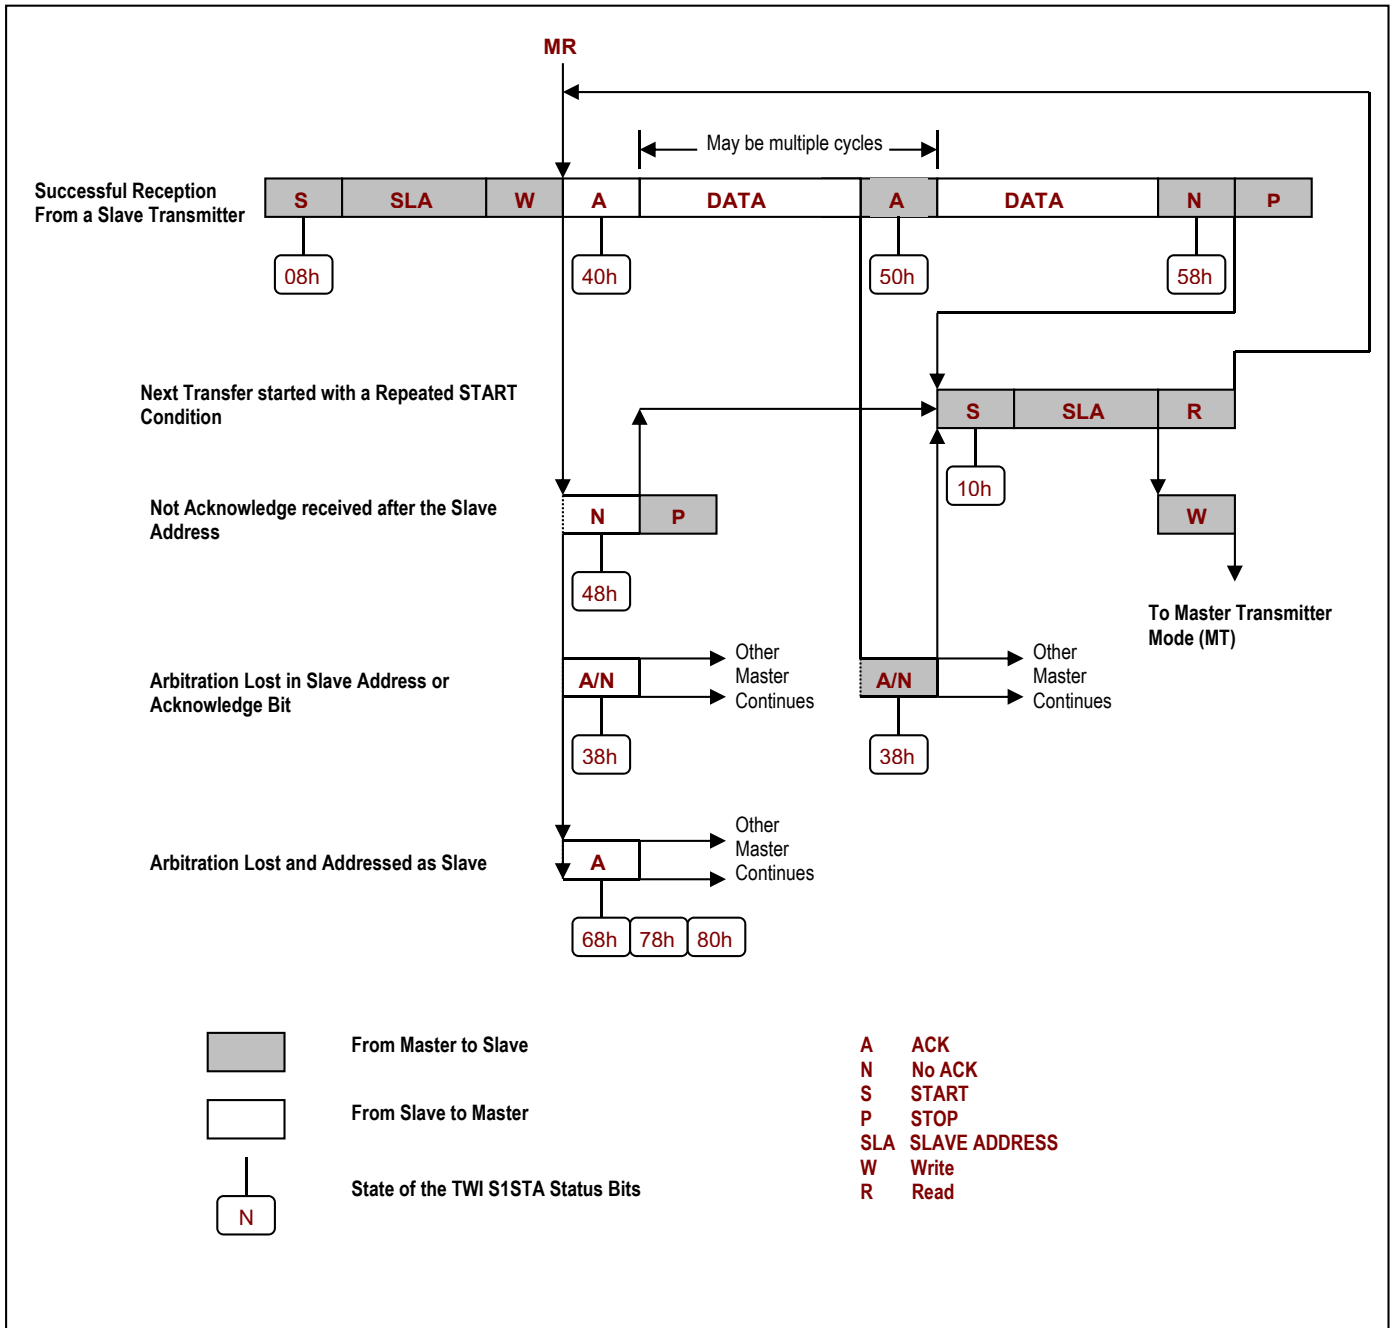 MR
May be multiple cycles
Successful Reception
From a Slave Transmitter
S SLA W A DATA A DATA N P
08h 40h 50h 58h
Next Transfer started with a Repeated START
Condition
S SLA R
10h
Not Acknowledge received after the Slave
Address
N P
W
48h
To Master Transmitter
Mode (MT)
Arbitration Lost in Slave Address or
Acknowledge Bit
A/N
Other
Master
Continues
A/N
Other
Master
Continues
38h 38h
Arbitration Lost and Addressed as Slave
A
Other
Master
Continues
68h 78h 80h
From Master to Slave
From Slave to Master
N
State of the TWI S1STA Status Bits
A ACK
N No ACK
S START
P STOP
SLA SLAVE ADDRESS
W Write
R Read